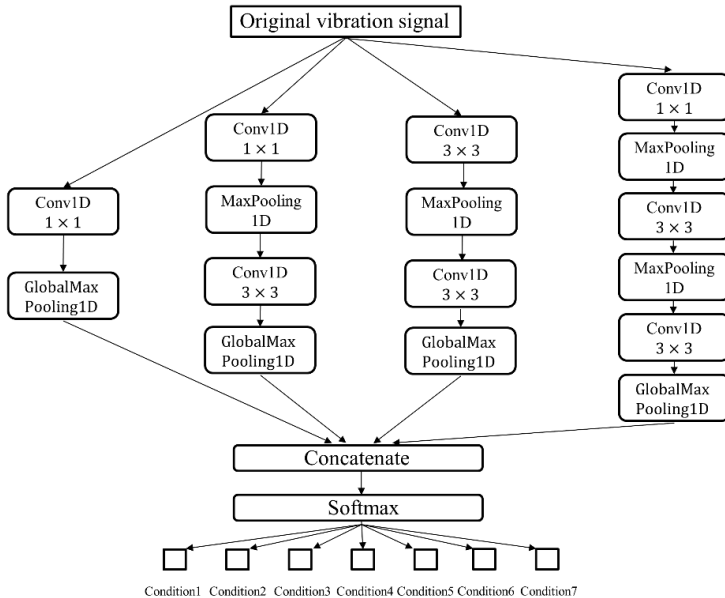 Original vibration signal
Conv1D
1 × 1
GlobalMax
Pooling1D
Conv1D
1 × 1
MaxPooling
1D
Conv1D
3 × 3
GlobalMax
Pooling1D
Conv1D
3 × 3
MaxPooling
1D
Conv1D
3 × 3
GlobalMax
Pooling1D
Conv1D
1 × 1
MaxPooling
1D
Conv1D
3 × 3
MaxPooling
1D
Conv1D
3 × 3
GlobalMax
Pooling1D
Concatenate
Softmax
Condition1 Condition2 Condition3 Condition4 Condition5 Condition6 Condition7